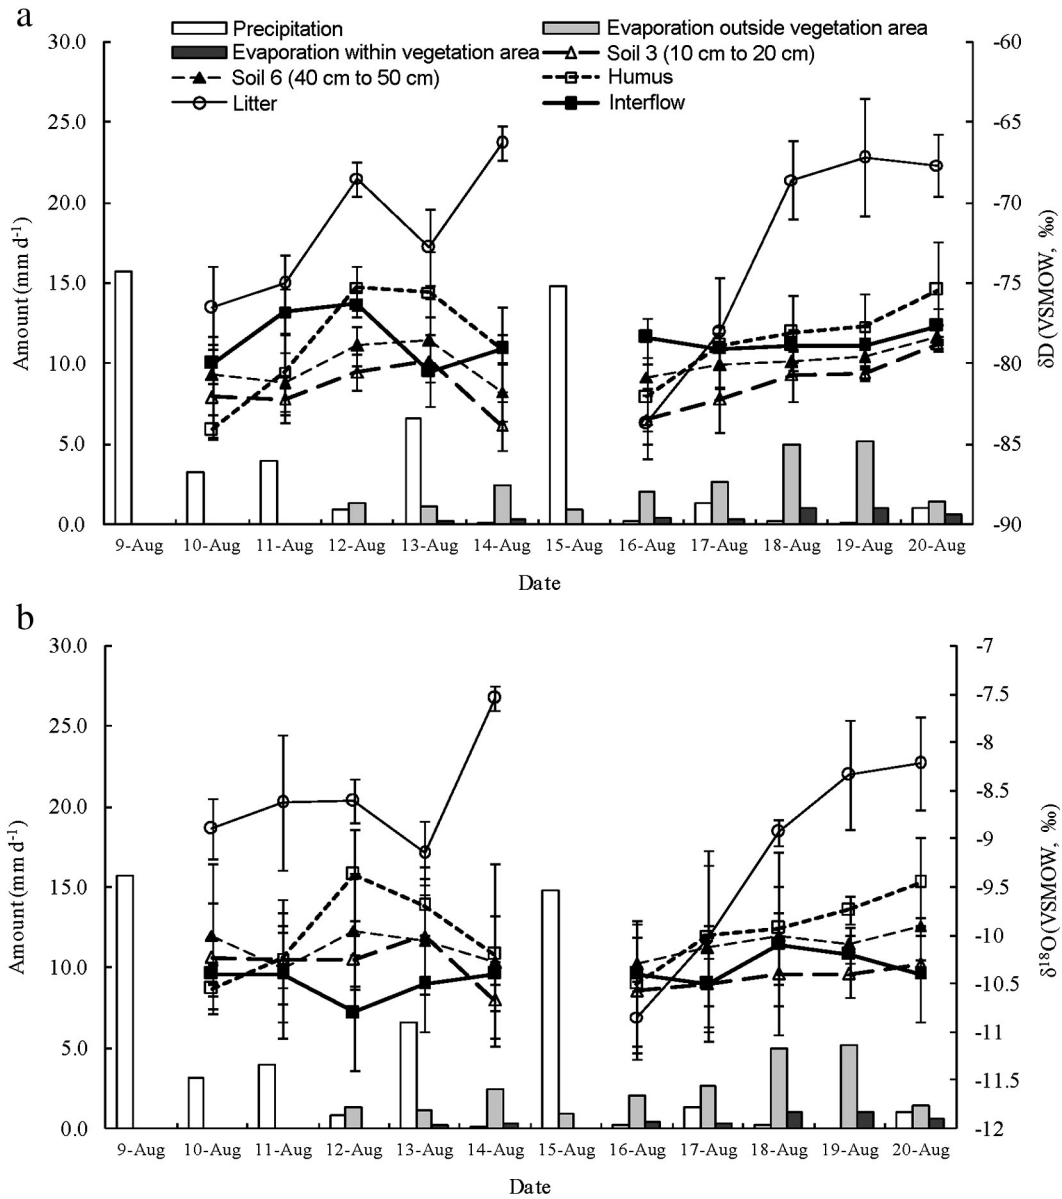 a
Precipitation
Evaporation outside vegetation area
Evaporation within vegetation area
Soil 3 (10 cm to 20 cm)
Soil 6 (40 cm to 50 cm)
Humus
Litter
Interflow
30.0
25.0
20.0
15.0
10.0
5.0
0.0
Amount (mm d-1)
-60
-65
-70
-75
-80
-85
-90
δD (VSMOW, ‰)
9-Aug 10-Aug 11-Aug 12-Aug 13-Aug 14-Aug 15-Aug 16-Aug 17-Aug 18-Aug 19-Aug 20-Aug
Date
b
30.0
25.0
20.0
15.0
10.0
5.0
0.0
Amount (mm d-1)
-7
-7.5
-8
-8.5
-9
-9.5
-10
-10.5
-11
-11.5
-12
δ18O (VSMOW, ‰)
9-Aug 10-Aug 11-Aug 12-Aug 13-Aug 14-Aug 15-Aug 16-Aug 17-Aug 18-Aug 19-Aug 20-Aug
Date